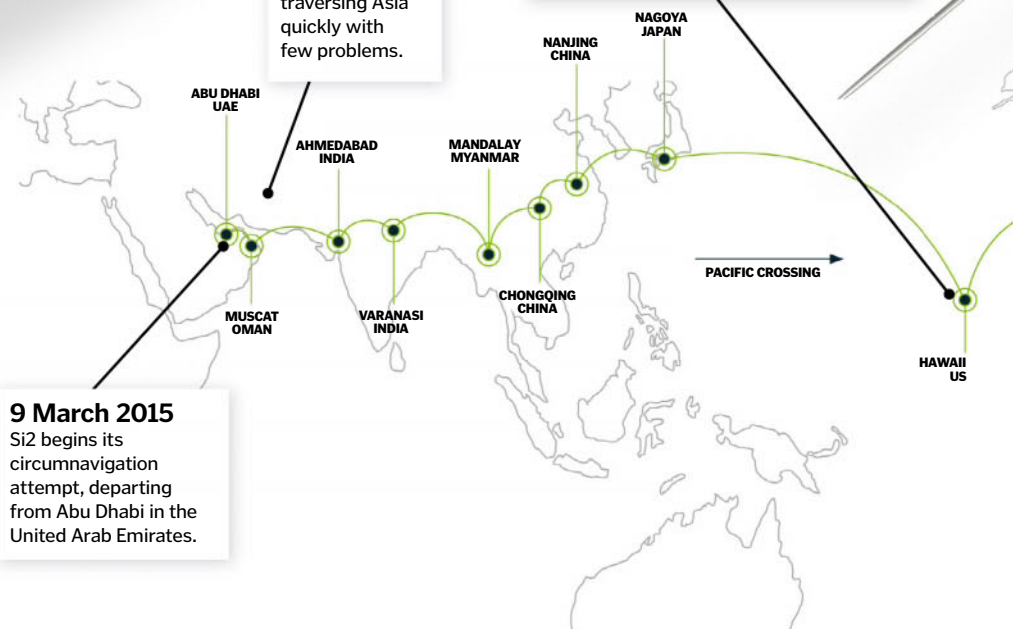 traversing Asia
quickly with
few problems.
NAGOYA
JAPAN
NANJING
CHINA
ABU DHABI
UAE
AHMEDABAD
INDIA
MANDALAY
MYANMAR
PACIFIC CROSSING
CHONGQING
CHINA
MUSCAT
OMAN
VARANASI
INDIA
HAWAII
US
9 March 2015
Si2 begins its
circumnavigation
attempt, departing
from Abu Dhabi in the
United Arab Emirates.